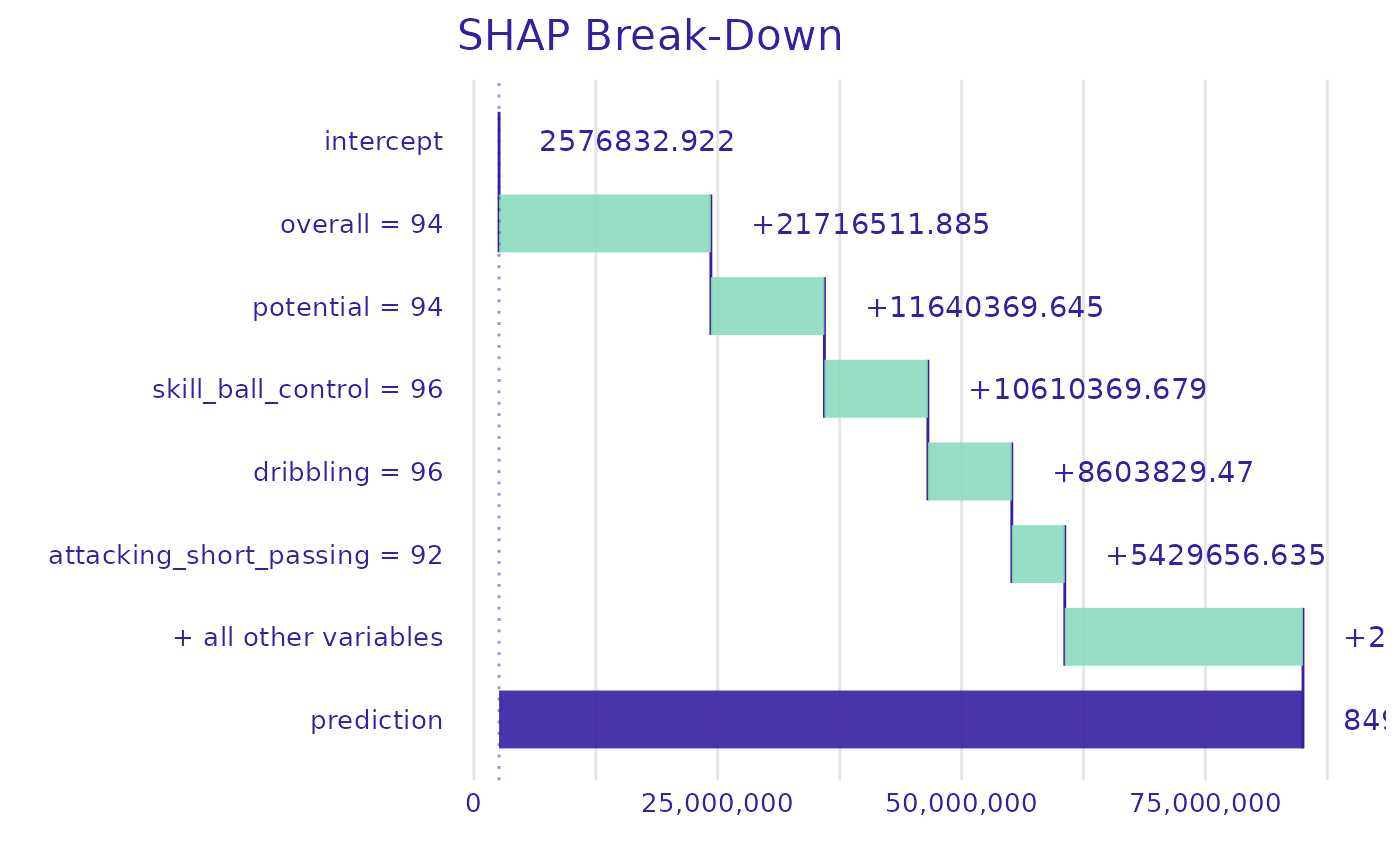 SHAP Break-Down
intercept
2576832.922
overall = 94
+21716511.885
potential = 94
+11640369.645
skill_ball_control = 96
+10610369.679
dribbling = 96
+8603829.47
attacking_short_passing = 92
+5429656.635
+ all other variables
+2
prediction
0
25,000,000
50,000,000
75,000,000